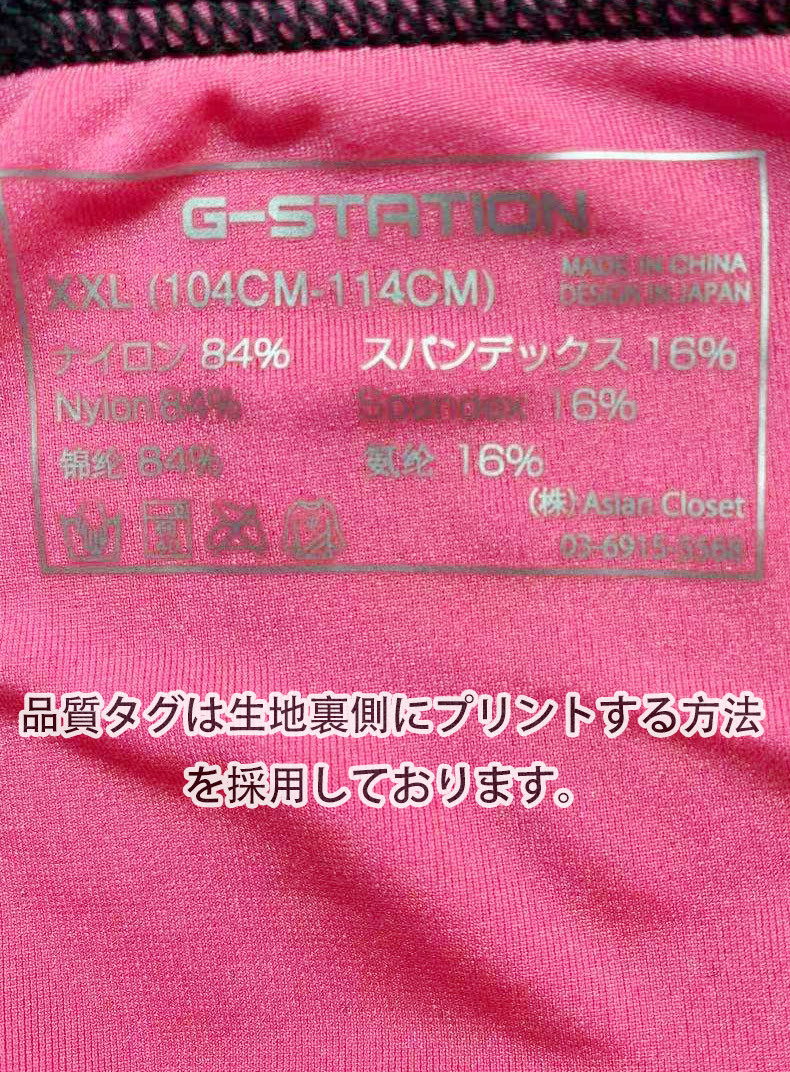 G-STATION
XXL (104CM-114CM)
MADE IN CHINA
DESIGN IN JAPAN
ナイロン 84% スパンデックス 16%
Nylon 84% Spandex 16%
锦纶 84% 氨纶 16%
(株) Asian Closet
03-6915-
品質タグは生地裏側にプリントする方法
を採用しております。